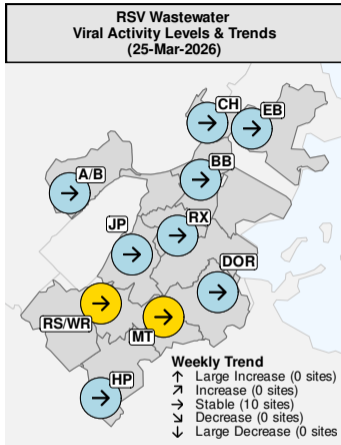 RSV Wastewater
Viral Activity Levels & Trends
(25-Mar-2026)
CH
EB
BB
A/B
RX
JP
DOR
RS/WR
MT
HP
Weekly Trend
↑ Large Increase (0 sites)
↗ Increase (0 sites)
→ Stable (10 sites)
↘ Decrease (0 sites)
↓ Large Decrease (0 sites)